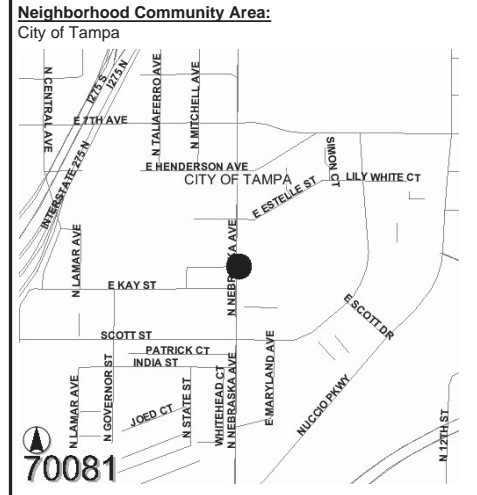 Neighborhood Community Area:
City of Tampa
N CENTRAL AVE
I275 S
I275 N
N TALIAFERRO AVE
N MITCHELL AVE
E 7TH AVE
INTERSTATE 275 N
E HENDERSON AVE
CITY OF TAMPA
SIMON CT
LILY WHITE CT
E ESTELLE ST
N LAMAR AVE
N NEBRASKA AVE
E KAY ST
E SCOTT DR
SCOTT ST
PATRICK CT
INDIA ST
N LAMAR AVE
N GOVERNOR ST
JOED CT
N STATE ST
WHITEHEAD CT
N NEBRASKA AVE
E MARYLAND AVE
NUCCIO PKWY
N 12TH ST
70081